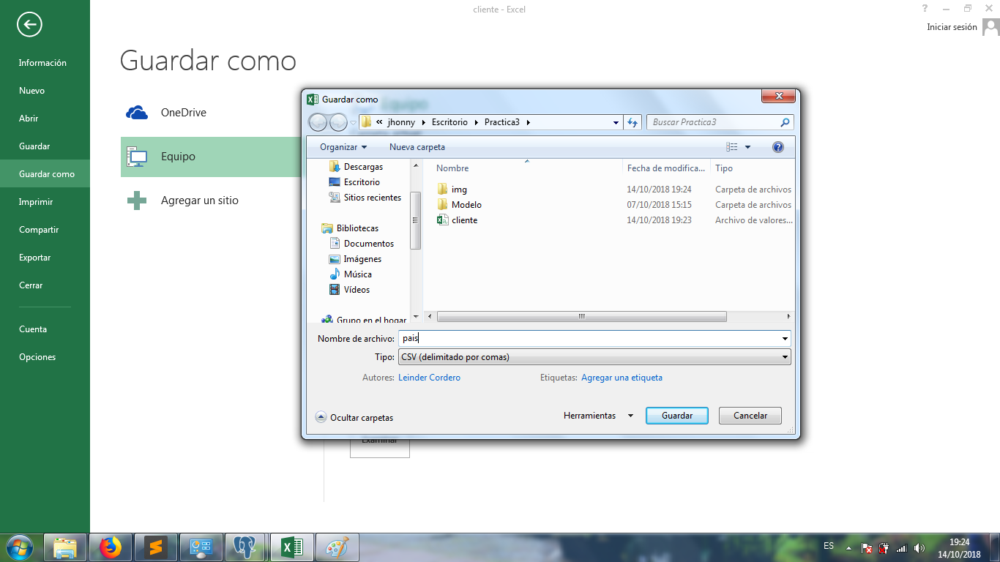 cliente - Excel
Iniciar sesión
Información
Nuevo
Abrir
Guardar
Guardar como
Imprimir
Compartir
Exportar
Cerrar
Cuenta
Opciones
Guardar como
OneDrive
Equipo
Agregar un sitio
Equipo
Guardar como
« jhonny Escritorio Practica3
Buscar Practica3
Organizar Nueva carpeta
Descargas
Escritorio
Sitios recientes
Bibliotecas
Documentos
Imágenes
Música
Vídeos
Grupo en el hogar
Nombre Fecha de modifica... Tipo
img 14/10/2018 19:24 Carpeta de archivos
Modelo 07/10/2018 15:15 Carpeta de archivos
cliente 14/10/2018 19:23 Archivo de valores...
Nombre de archivo: pais
Tipo: CSV (delimitado por comas)
Autores: Leinder Cordero Etiquetas: Agregar una etiqueta
Ocultar carpetas Herramientas Guardar Cancelar
Examinar
ES 19:24
14/10/2018